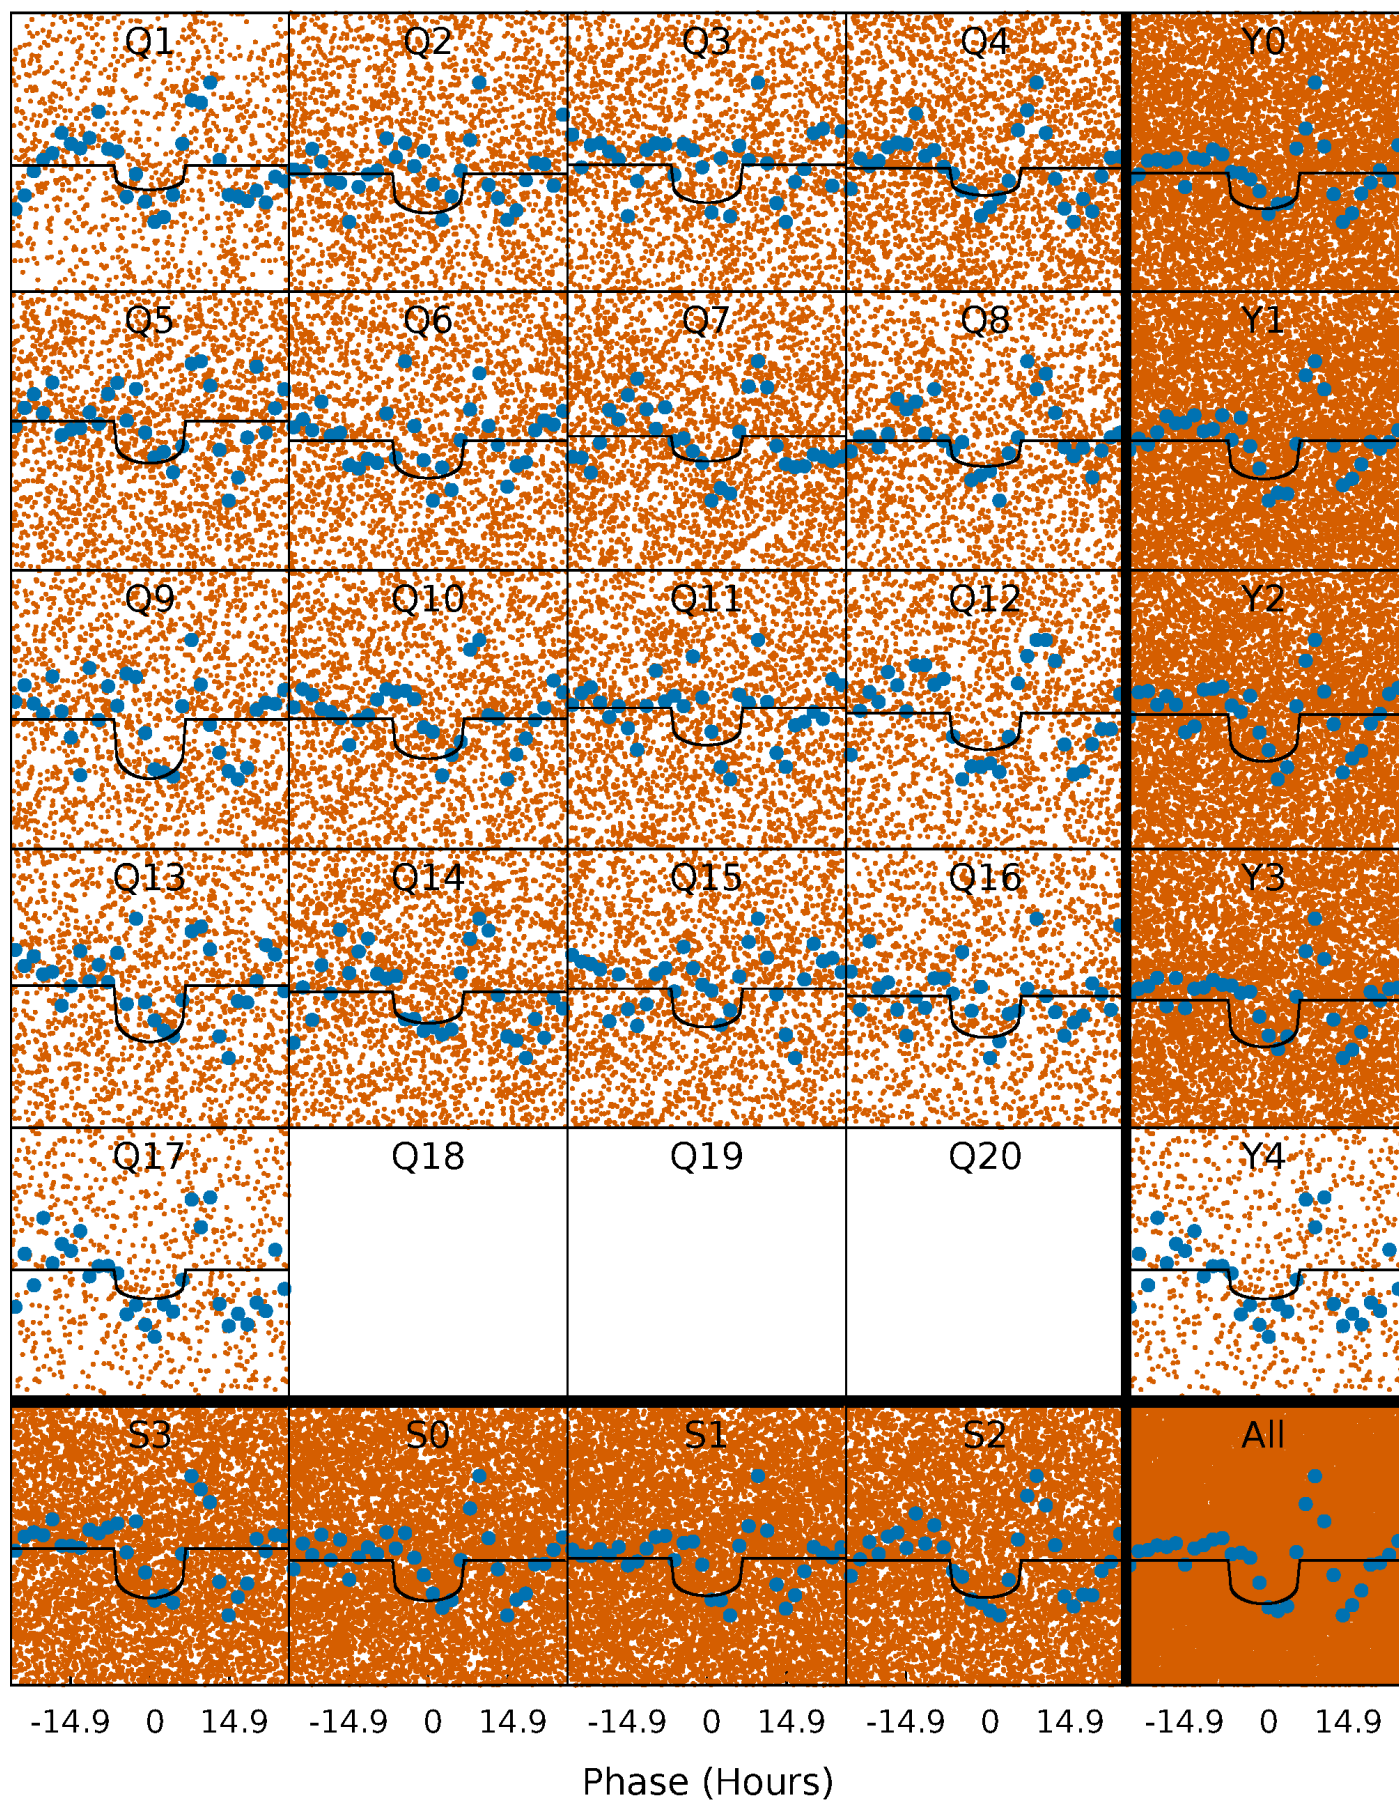 Q1 Q2 Q3 Q4 Y0
Q5 Q6 Q7 Q8 Y1
Q9 Q10 Q11 Q12 Y2
Q13 Q14 Q15 Q16 Y3
Q17 Q18 Q19 Q20 Y4
S3 S0 S1 S2 All
-14.9 0 14.9 -14.9 0 14.9 -14.9 0 14.9 -14.9 0 14.9 -14.9 0 14.9
Phase (Hours)